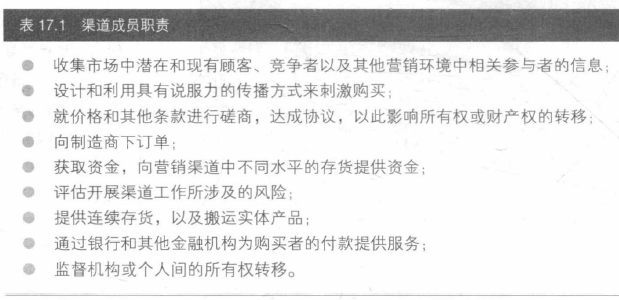 表 17.1 渠道成员职责
收集市场中潜在和现有顾客、竞争者以及其他营销环境中相关参与者的信息；
设计和利用具有说服力的传播方式来刺激购买；
就价格和其他条款进行磋商，达成协议，以此影响所有权或财产权的转移；
向制造商下订单；
获取资金，向营销渠道中不同水平的存货提供资金；
评估开展渠道工作所涉及的风险；
提供连续存货，以及搬运实体产品；
通过银行和其他金融机构为购买者的付款提供服务；
监督机构或个人间的所有权转移。